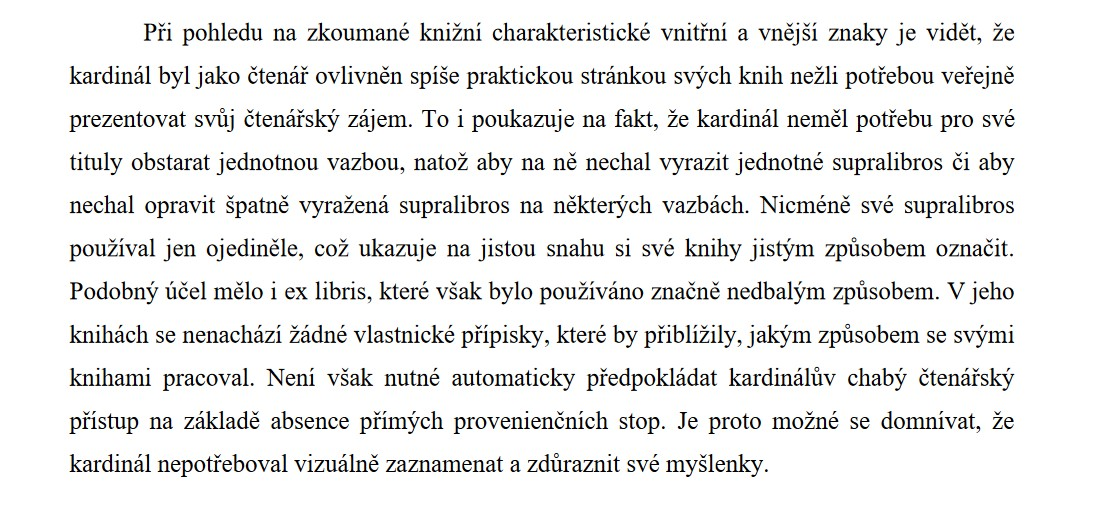 Při pohledu na zkoumané knižní charakteristické vnitřní a vnější znaky je vidět, že
kardinál byl jako čtenář ovlivněn spíše praktickou stránkou svých knih nežli potřebou veřejně
prezentovat svůj čtenářský zájem. To i poukazuje na fakt, že kardinál neměl potřebu pro své
tituly obstarat jednotnou vazbou, natož aby na ně nechal vyrazit jednotné supralibros či aby
nechal opravit špatně vyražená supralibros na některých vazbách. Nicméně své supralibros
používal jen ojediněle, což ukazuje na jistou snahu si své knihy jistým způsobem označit.
Podobný účel mělo i ex libris, které však bylo používáno značně nedbalým způsobem. V jeho
knihách se nenachází žádné vlastnické přípisky, které by přiblížily, jakým způsobem se svými
knihami pracoval. Není však nutné automaticky předpokládat kardinálův chabý čtenářský
přístup na základě absence přímých provenienčních stop. Je proto možné se domnívat, že
kardinál nepotřeboval vizuálně zaznamenat a zdůraznit své myšlenky.